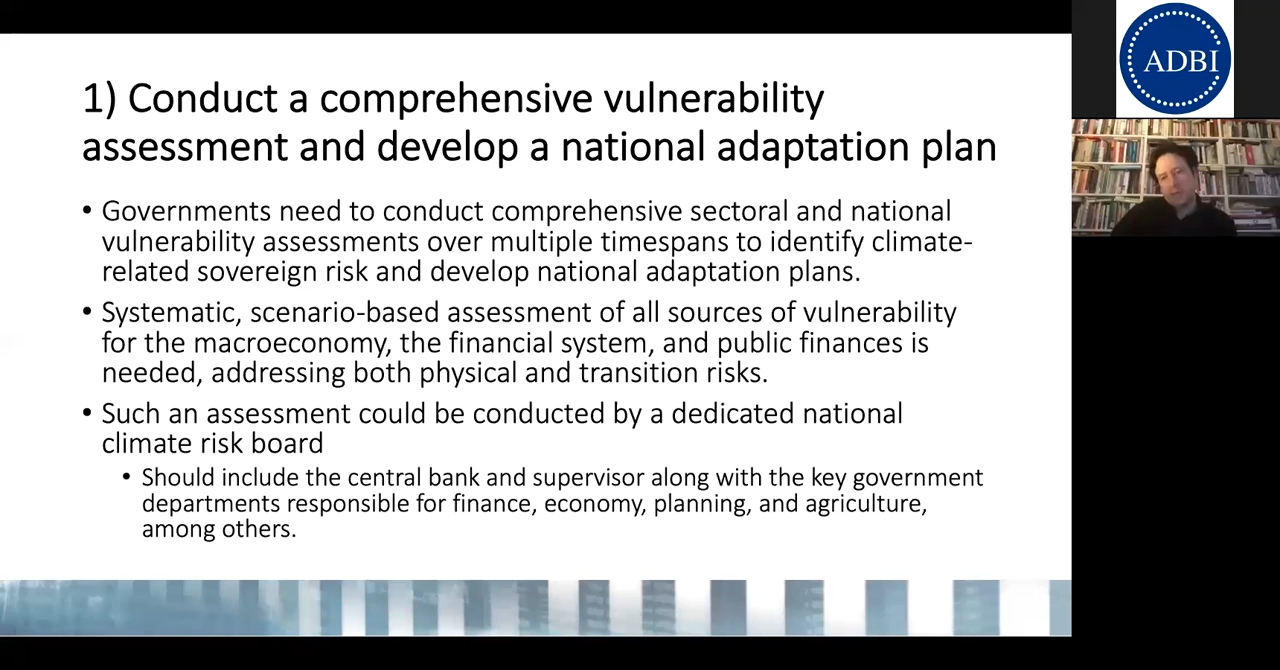 1) Conduct a comprehensive vulnerability
assessment and develop a national adaptation plan
• Governments need to conduct comprehensive sectoral and national
vulnerability assessments over multiple timespans to identify climate-
related sovereign risk and develop national adaptation plans.
• Systematic, scenario-based assessment of all sources of vulnerability
for the macroeconomy, the financial system, and public finances is
needed, addressing both physical and transition risks.
• Such an assessment could be conducted by a dedicated national
climate risk board
• Should include the central bank and supervisor along with the key government
departments responsible for finance, economy, planning, and agriculture,
among others.
ADBI